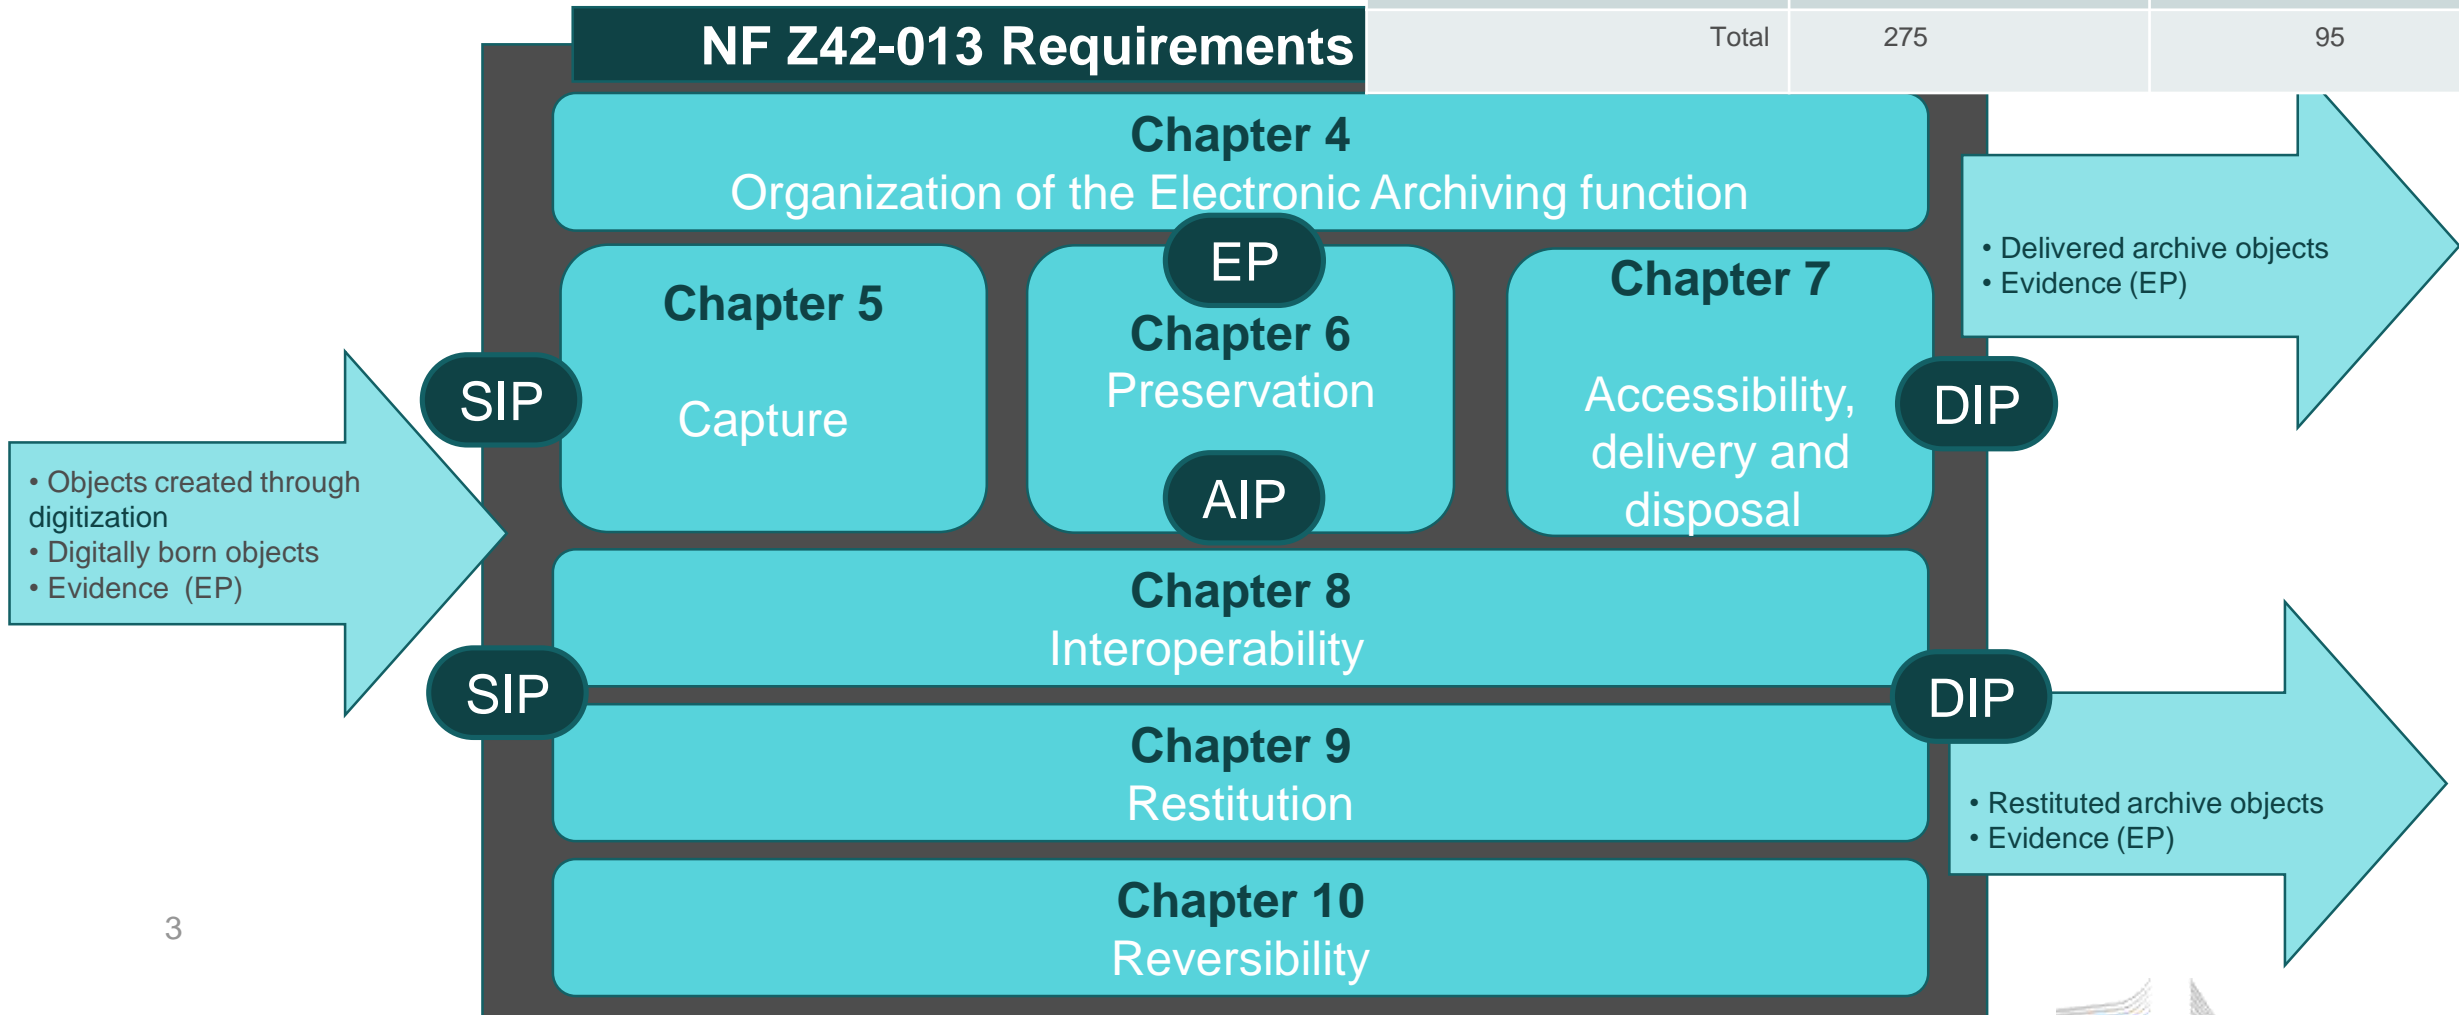 NF Z42-013 Requirements
Total 275 95
Chapter 4
Organization of the Electronic Archiving function
EP
Chapter 5
Capture
Chapter 6
Preservation
AIP
Chapter 7
Accessibility,
delivery and
disposal
SIP
DIP
• Delivered archive objects
• Evidence (EP)
• Objects created through
digitization
• Digitally born objects
• Evidence (EP)
Chapter 8
Interoperability
SIP
DIP
Chapter 9
Restitution
• Restituted archive objects
• Evidence (EP)
Chapter 10
Reversibility
3